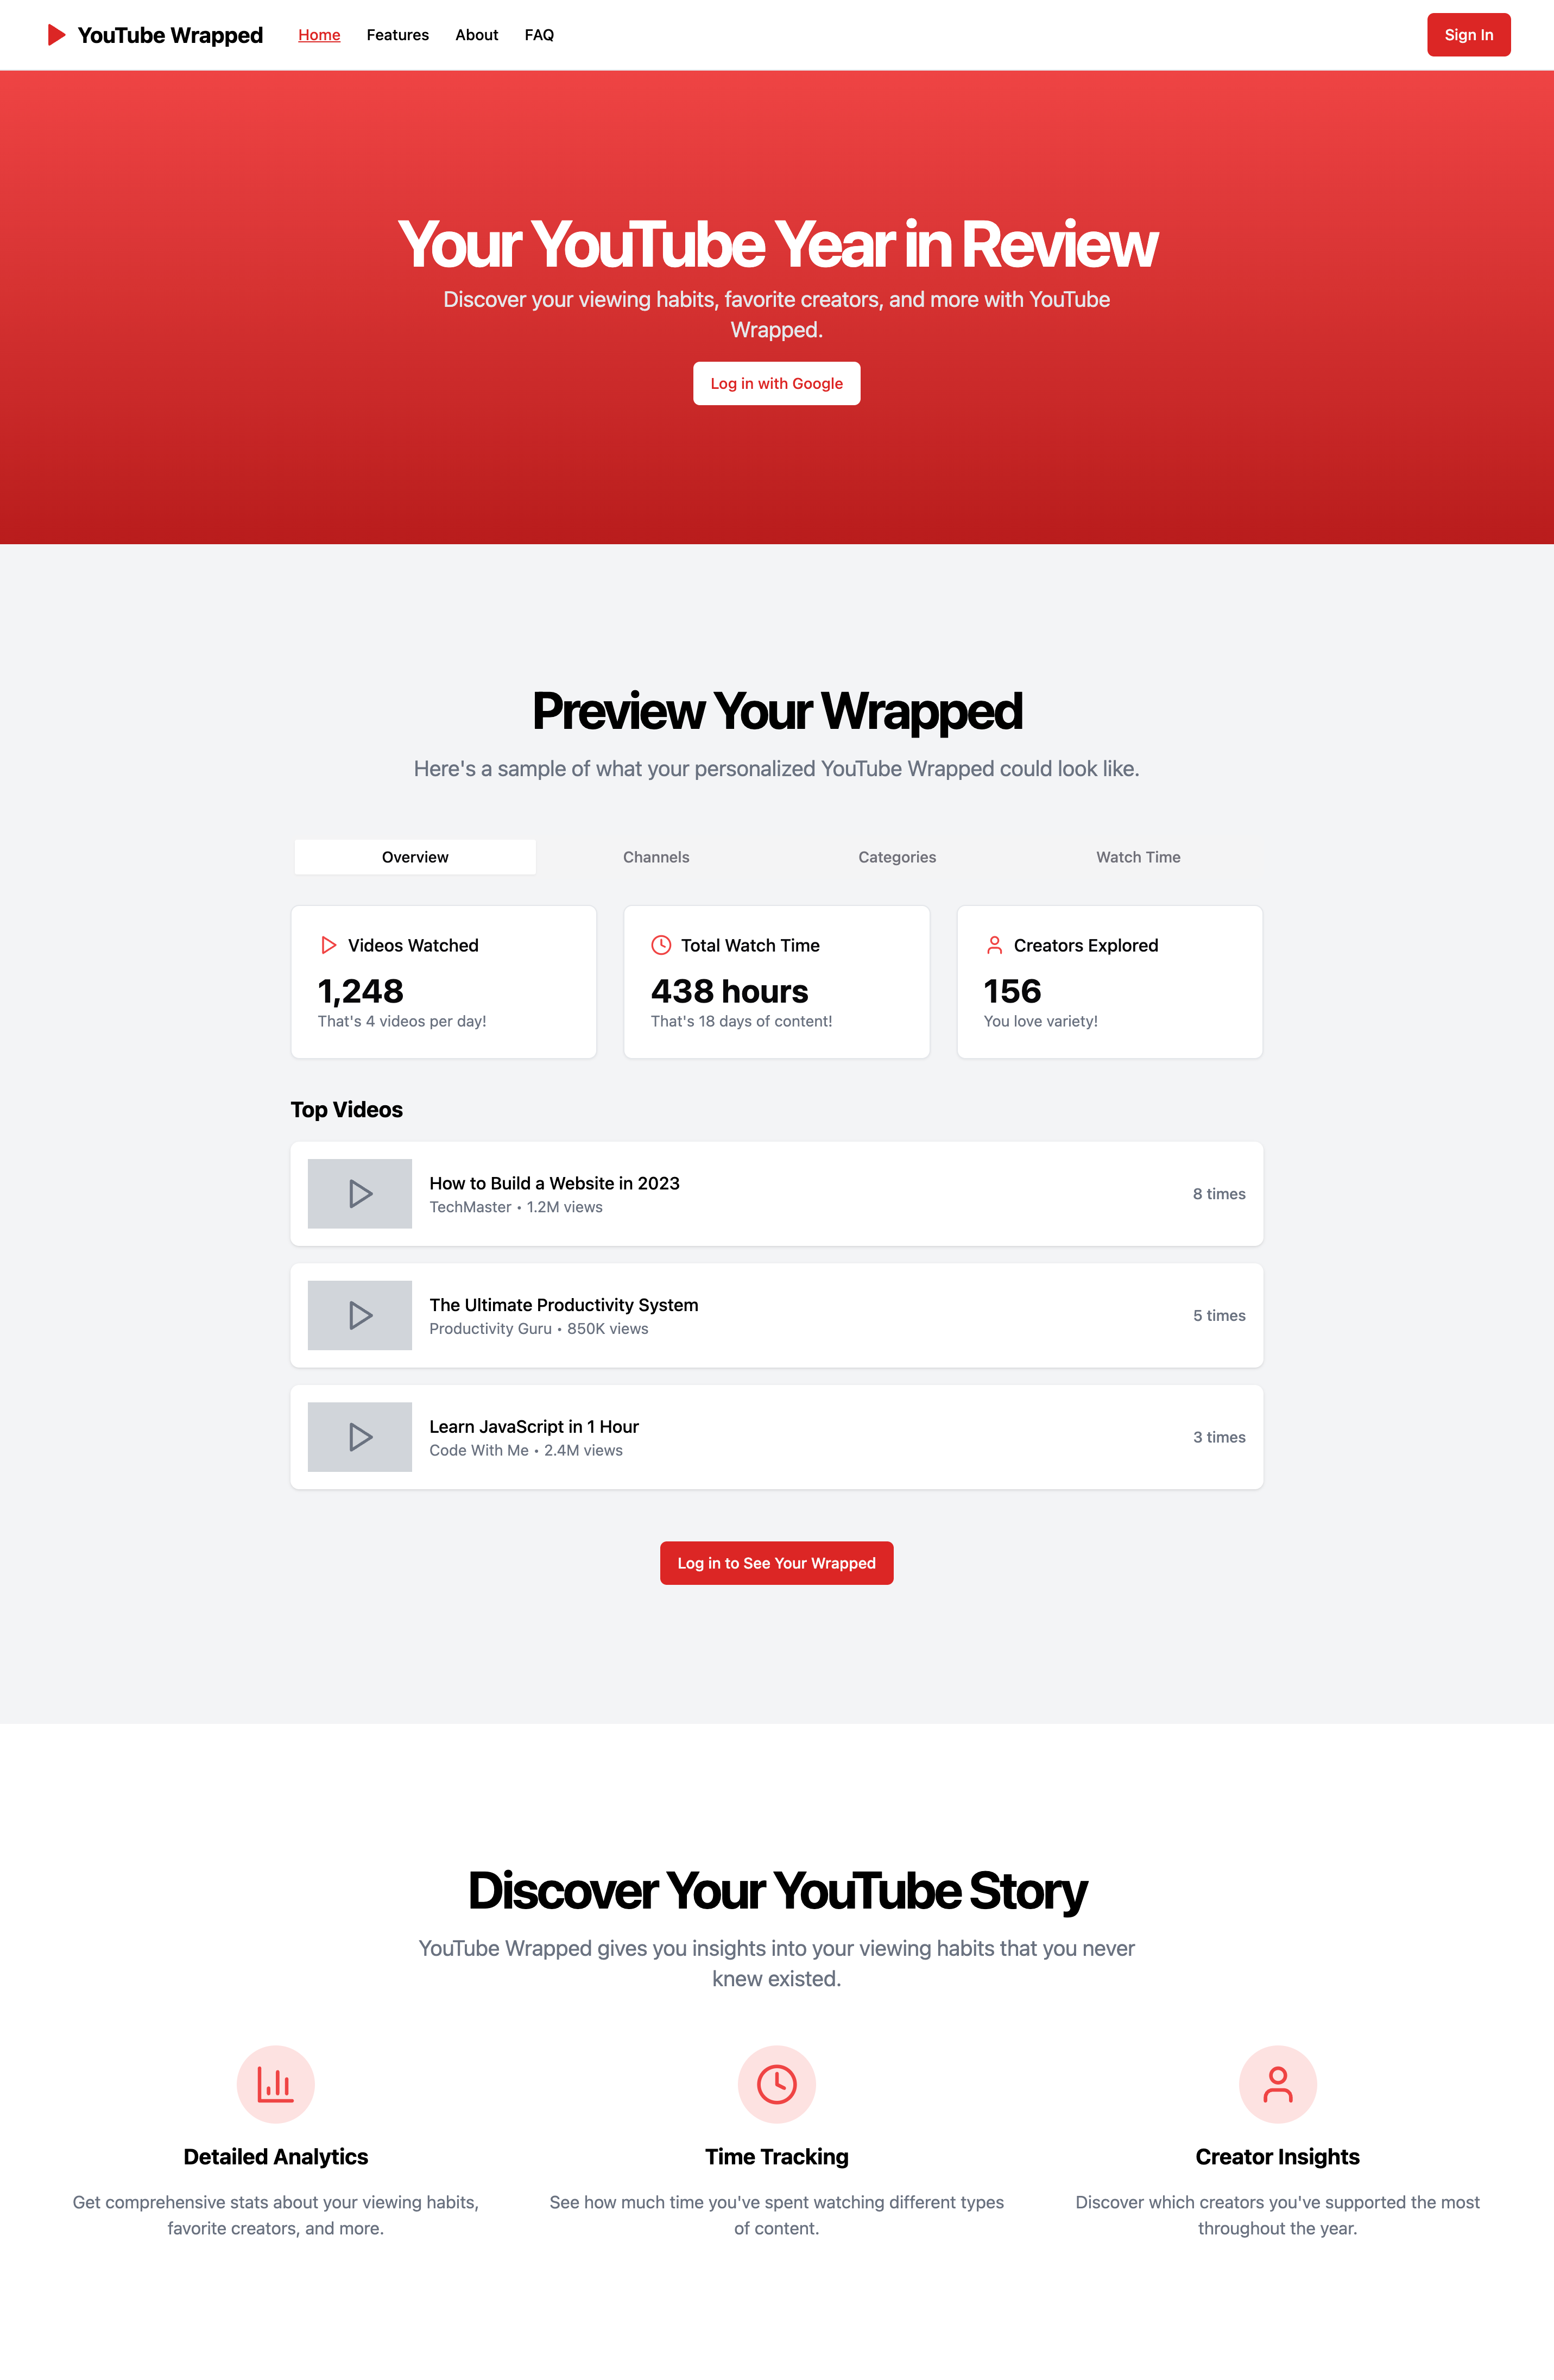 YouTube Wrapped
Home
Features
About
FAQ
Sign In
Your YouTube Year in Review
Discover your viewing habits, favorite creators, and more with YouTube
Wrapped.
Log in with Google
Preview Your Wrapped
Here's a sample of what your personalized YouTube Wrapped could look like.
Overview
Channels
Categories
Watch Time
Videos Watched
1,248
That's 4 videos per day!
Total Watch Time
438 hours
That's 18 days of content!
Creators Explored
156
You love variety!
Top Videos
How to Build a Website in 2023
TechMaster • 1.2M views
8 times
The Ultimate Productivity System
Productivity Guru • 850K views
5 times
Learn JavaScript in 1 Hour
Code With Me • 2.4M views
3 times
Log in to See Your Wrapped
Discover Your YouTube Story
YouTube Wrapped gives you insights into your viewing habits that you never
knew existed.
Detailed Analytics
Get comprehensive stats about your viewing habits,
favorite creators, and more.
Time Tracking
See how much time you've spent watching different types
of content.
Creator Insights
Discover which creators you've supported the most
throughout the year.